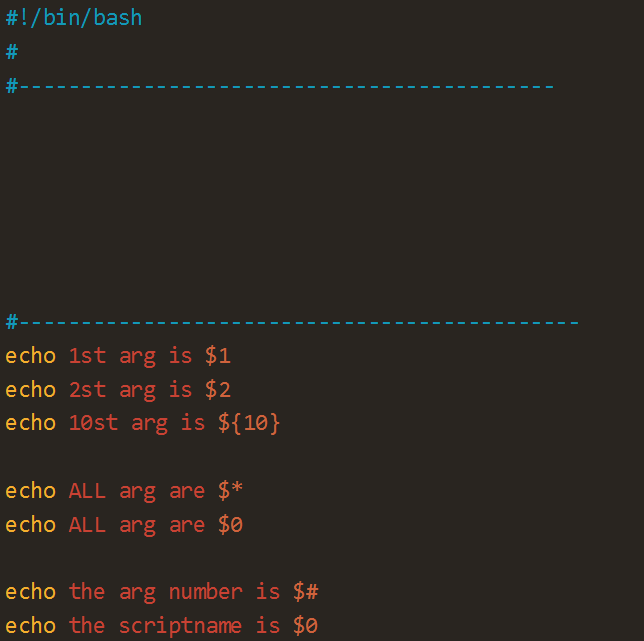 #!/bin/bash
#
#-------------------------------------------
#---------------------------------------------
echo 1st arg is $1
echo 2st arg is $2
echo 10st arg is ${10}
echo ALL arg are $*
echo ALL arg are $0
echo the arg number is $#
echo the scriptname is $0